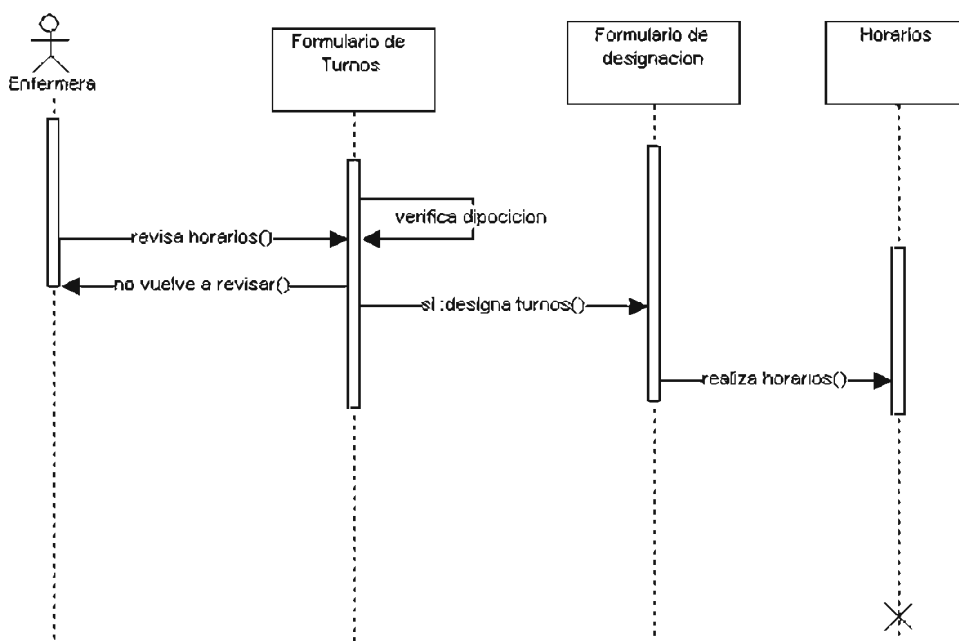 Enfermera
Formulario de
Turnos
Formulario de
designacion
Horarios
verifica dipocicion
revisa horarios()
no vuelve a revisar()
si :designa turnos()
realiza horarios()